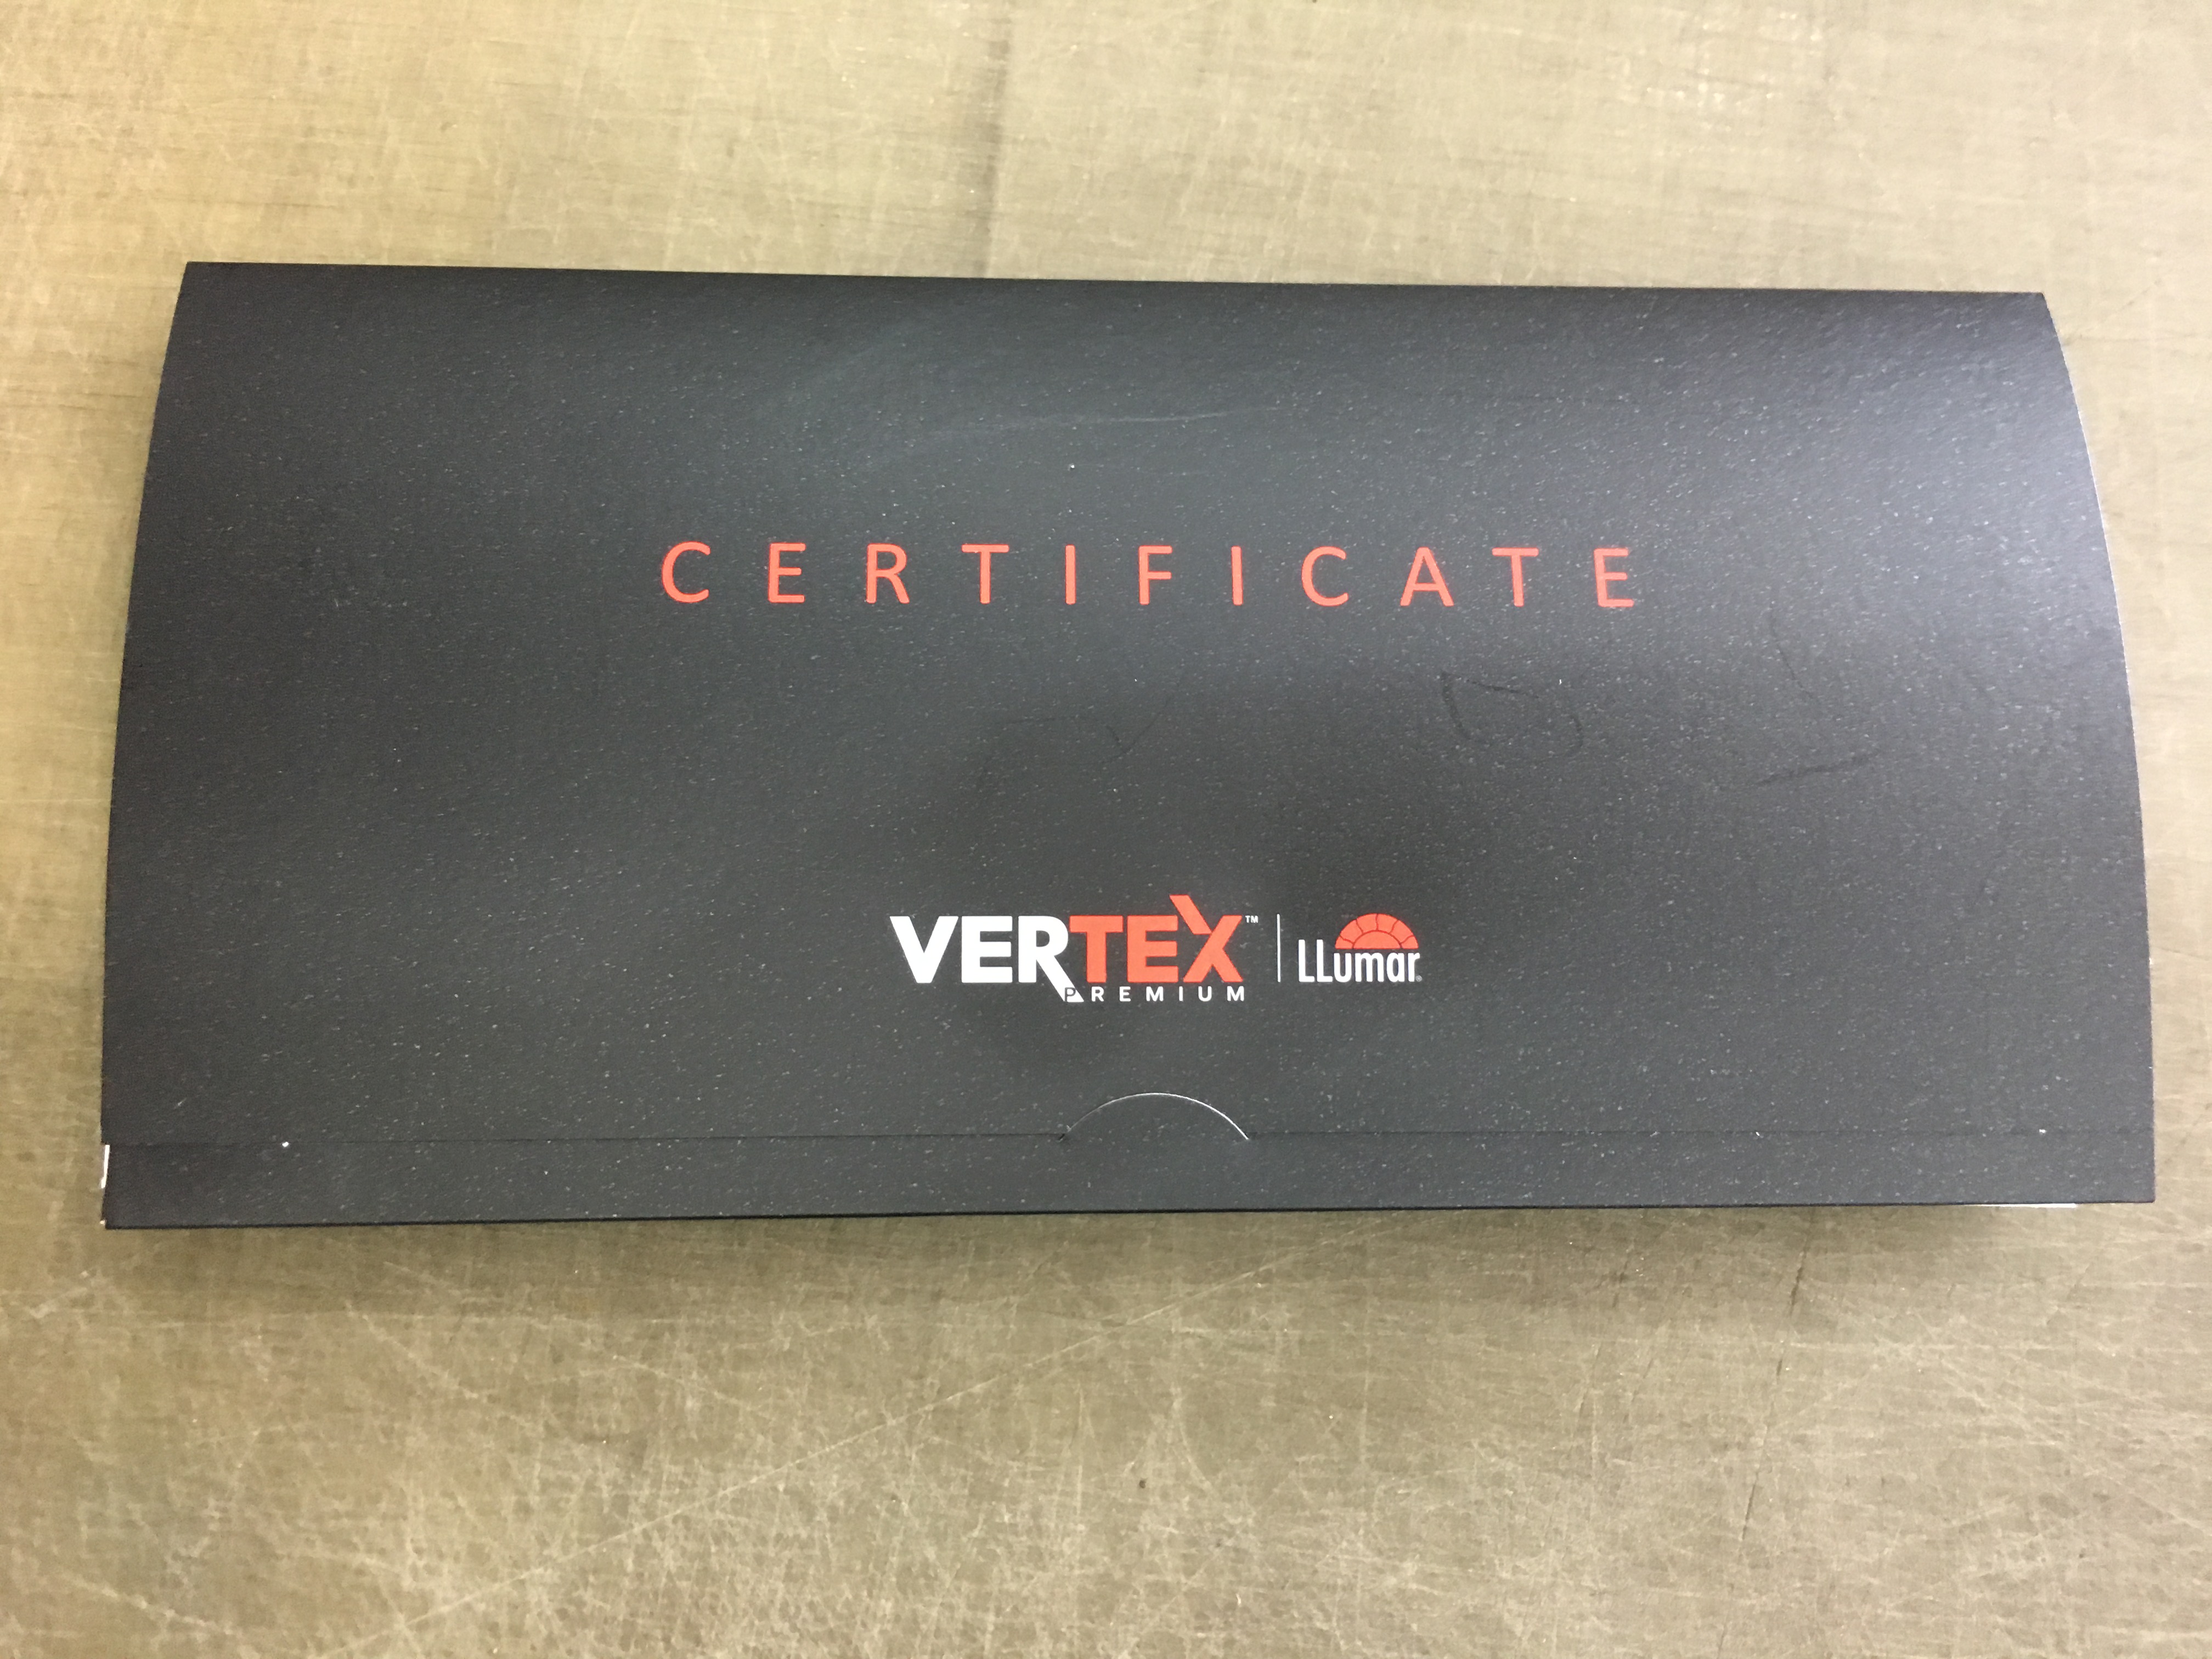 CERTIFICATE
VERTEX™ | LLumar®
PREMIUM